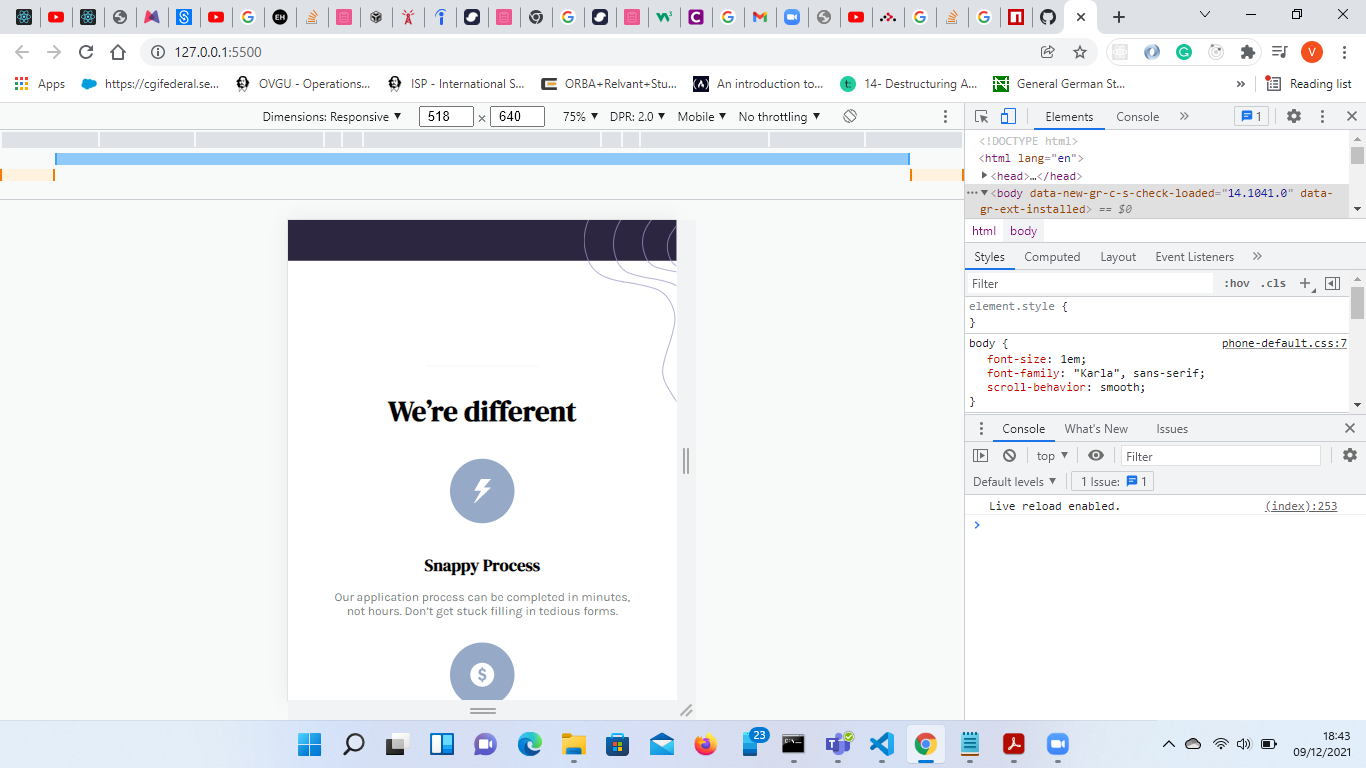 EH
C
127.0.0.1:5500
V
Apps
https://cgifederal.se...
OVGU - Operations...
ISP - International S...
ORBA+Relvant+Stu...
An introduction to...
14- Destructuring A...
General German St...
»
Reading list
Dimensions: Responsive ▼ 518 × 640 75% ▼ DPR: 2.0 ▼ Mobile ▼ No throttling ▼
Elements Console » 1
<!DOCTYPE html>
<html lang="en">
<head>…</head>
<body data-new-gr-c-s-check-loaded="14.1041.0" data-
gr-ext-installed> == $0
html body
Styles Computed Layout Event Listeners »
Filter :hov .cls +
element.style {
}
body { phone-default.css:7
font-size: 1em;
font-family: "Karla", sans-serif;
scroll-behavior: smooth;
}
Console What's New Issues
top ▼ Filter
Default levels ▼ 1 Issue: 1
Live reload enabled. (index):253
We’re different
Snappy Process
Our application process can be completed in minutes,
not hours. Don't get stuck filling in tedious forms.
$
23
18:43
09/12/2021